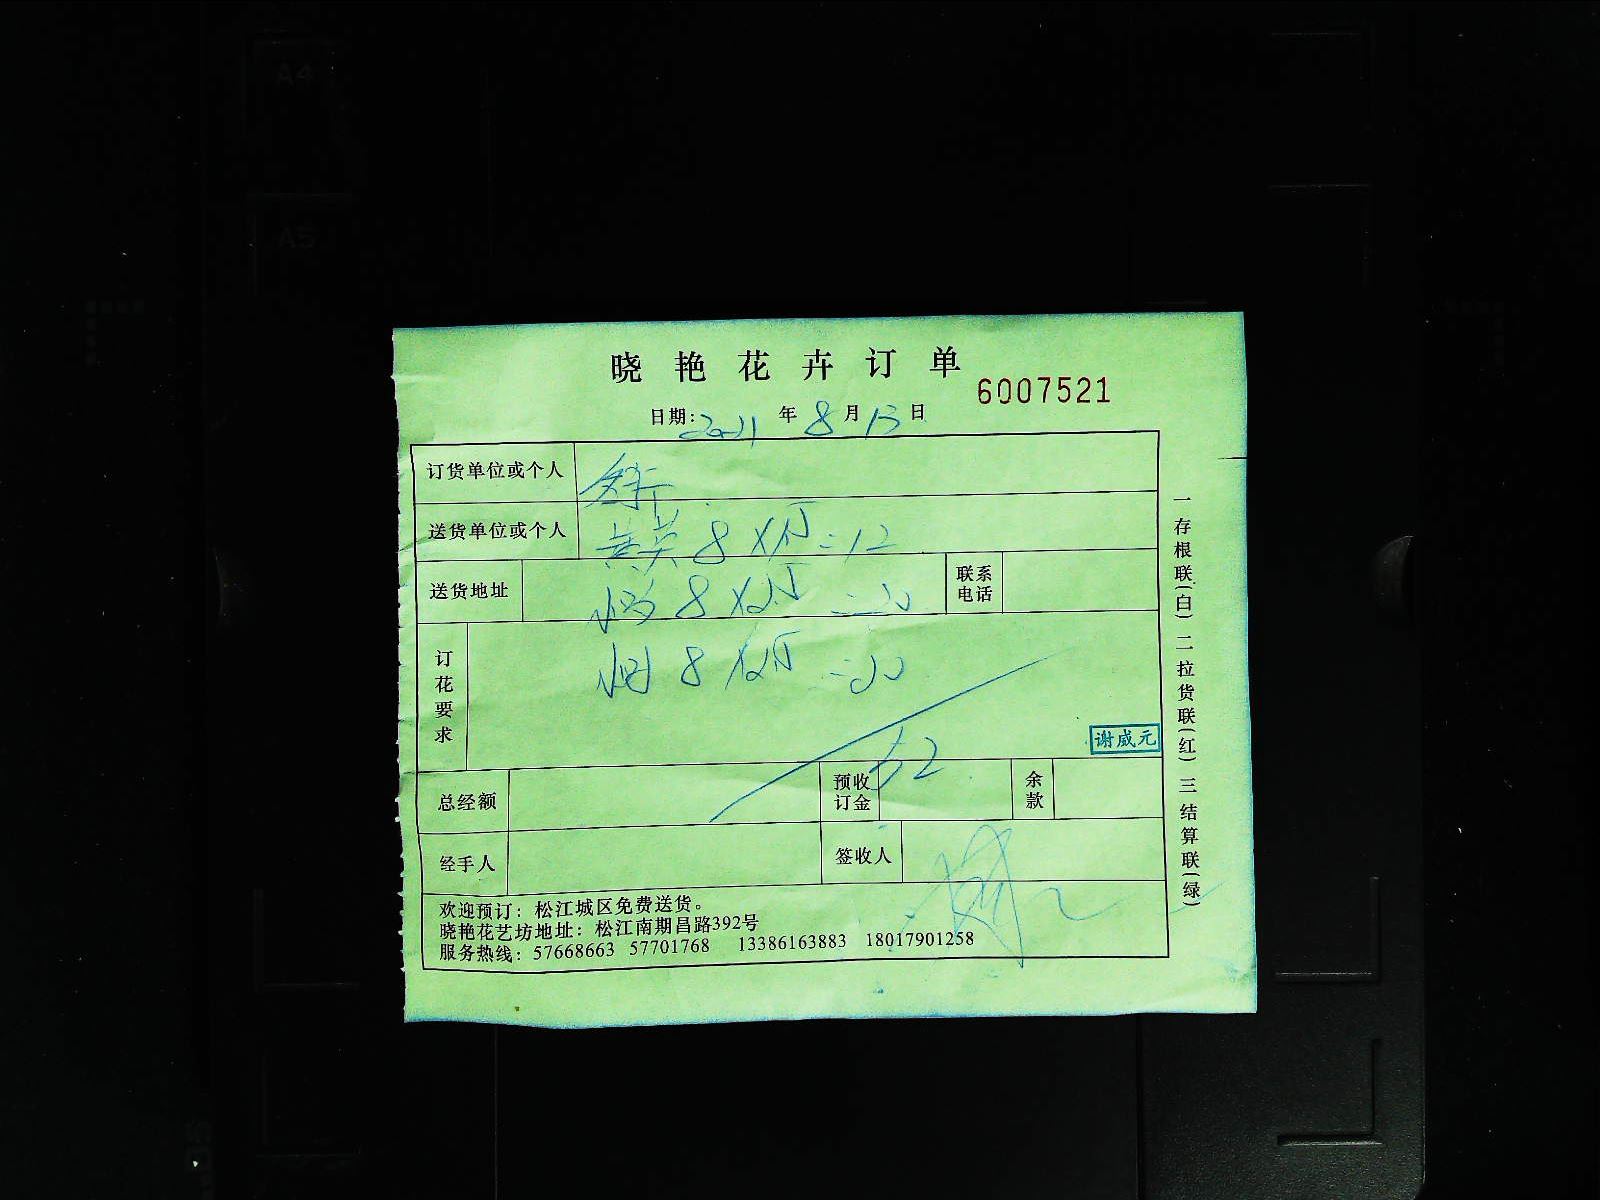 A4
A5
晓艳花卉订单
6007521
日期: 2021 年 8 月 13 日
订货单位或个人
送货单位或个人 黄英 8 =12
送货地址 8
联系电话
订花要求 8
谢威元
总经额
预收订金 52
余款
经手人
签收人
欢迎预订：松江城区免费送货。
晓艳花艺坊地址：松江南期昌路392号
服务热线：57668663 57701768 13386163883 18017901258
一存根联(白) 二拉货联(红) 三结算联(绿)